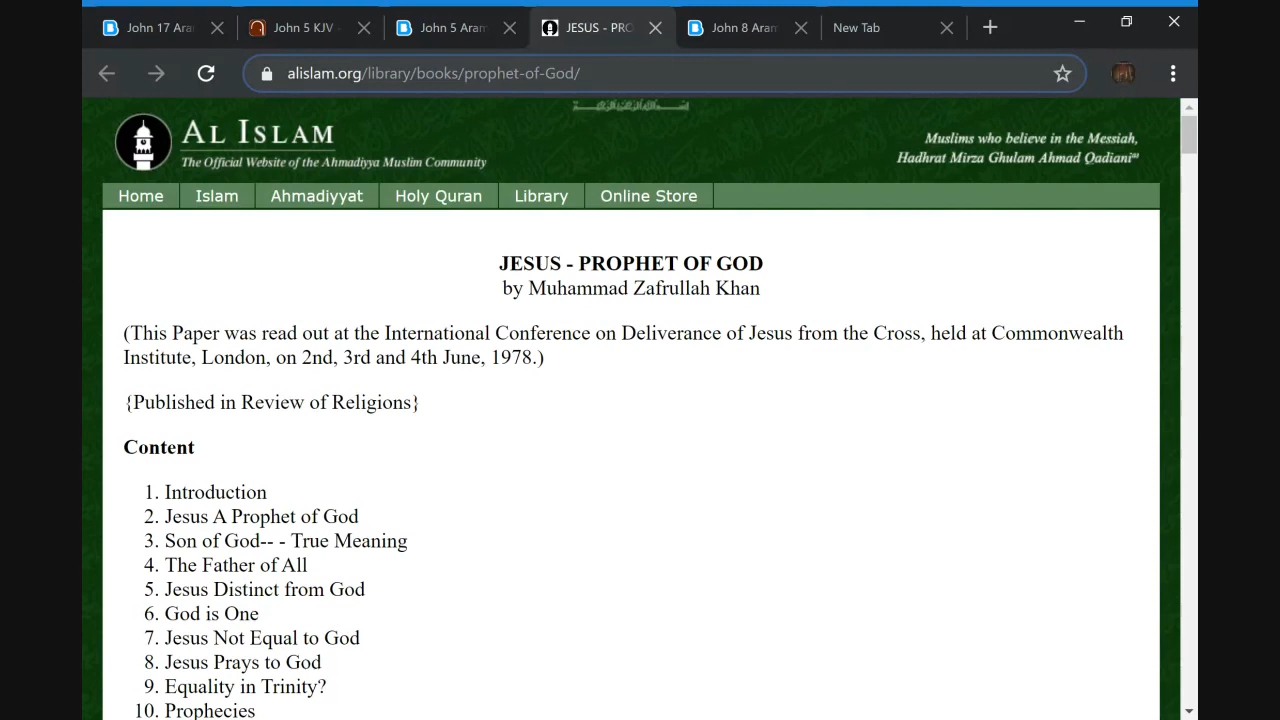 John 17 Ara
John 5 KJV -
John 5 Aram
JESUS - PRO
John 8 Aram
New Tab
alislam.org/library/books/prophet-of-God/
AL ISLAM
The Official Website of the Ahmadiyya Muslim Community
Muslims who believe in the Messiah,
Hadhrat Mirza Ghulam Ahmad Qadiani
Home
Islam
Ahmadiyyat
Holy Quran
Library
Online Store
JESUS - PROPHET OF GOD
by Muhammad Zafrullah Khan
(This Paper was read out at the International Conference on Deliverance of Jesus from the Cross, held at Commonwealth
Institute, London, on 2nd, 3rd and 4th June, 1978.)
{Published in Review of Religions}
Content
1. Introduction
2. Jesus A Prophet of God
3. Son of God-- - True Meaning
4. The Father of All
5. Jesus Distinct from God
6. God is One
7. Jesus Not Equal to God
8. Jesus Prays to God
9. Equality in Trinity?
10. Prophecies